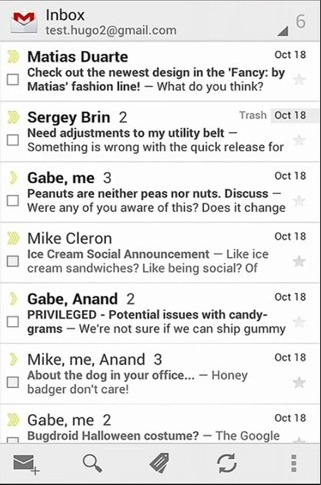 Inbox
test.hugo2@gmail.com
6
Matias Duarte Oct 18
Check out the newest design in the 'Fancy: by
Matias' fashion line! — What do you think?
Sergey Brin 2 Trash Oct 18
Need adjustments to my utility belt —
Something is wrong with the quick release for
Gabe, me 3 Oct 18
Peanuts are neither peas nor nuts. Discuss —
Were any of you aware of this? Does it change
Mike Cleron Oct 18
Ice Cream Social Announcement — Like ice
cream sandwiches? Like being social? Of
Gabe, Anand 2 Oct 18
PRIVILEGED - Potential issues with candy-
grams — We're not sure if we can ship gummy
Mike, me, Anand 3 Oct 18
About the dog in your office... — Honey
badger don't care!
Gabe, me 2 Oct 18
Bugdroid Halloween costume? — The Google